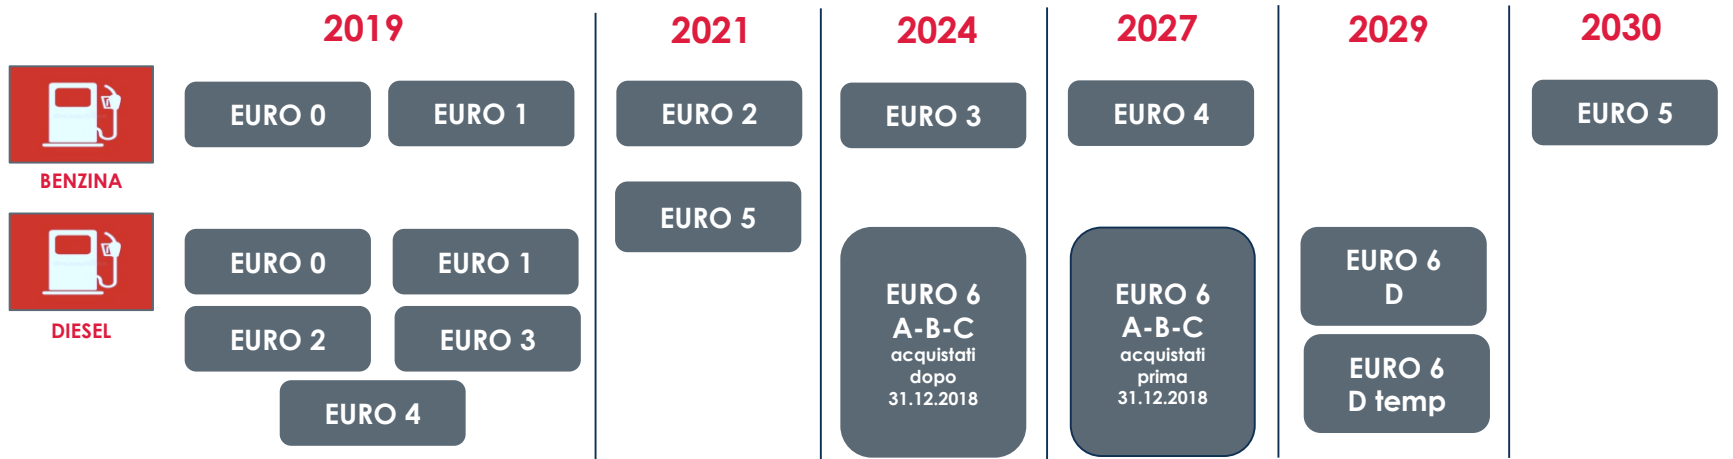 2019 2021 2024 2027 2029 2030
EURO 0 EURO 1 EURO 2 EURO 3 EURO 4 EURO 5
BENZINA
EURO 5
EURO 0 EURO 1
EURO 2 EURO 3
EURO 4
DIESEL
EURO 6
A-B-C
acquistati
dopo
31.12.2018
EURO 6
A-B-C
acquistati
prima
31.12.2018
EURO 6
D
EURO 6
D temp